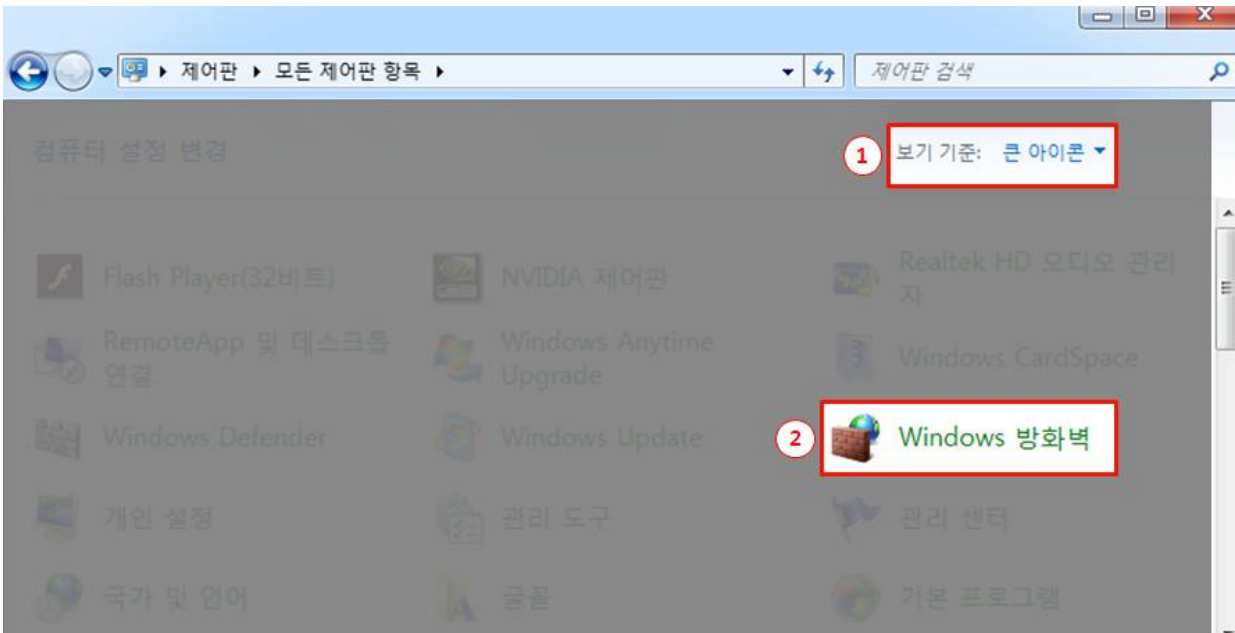 제어판 ▸ 모든 제어판 항목 ▸
제어판 검색
컴퓨터 설정 변경
1
보기 기준: 큰 아이콘
Flash Player(32비트)
NVIDIA 제어판
Realtek HD 오디오 관리
자
RemoteApp 및 데스크톱
연결
Windows Anytime
Upgrade
Windows CardSpace
Windows Defender
Windows Update
2
Windows 방화벽
개인 설정
관리 도구
관리 센터
국가 및 언어
글꼴
기본 프로그램